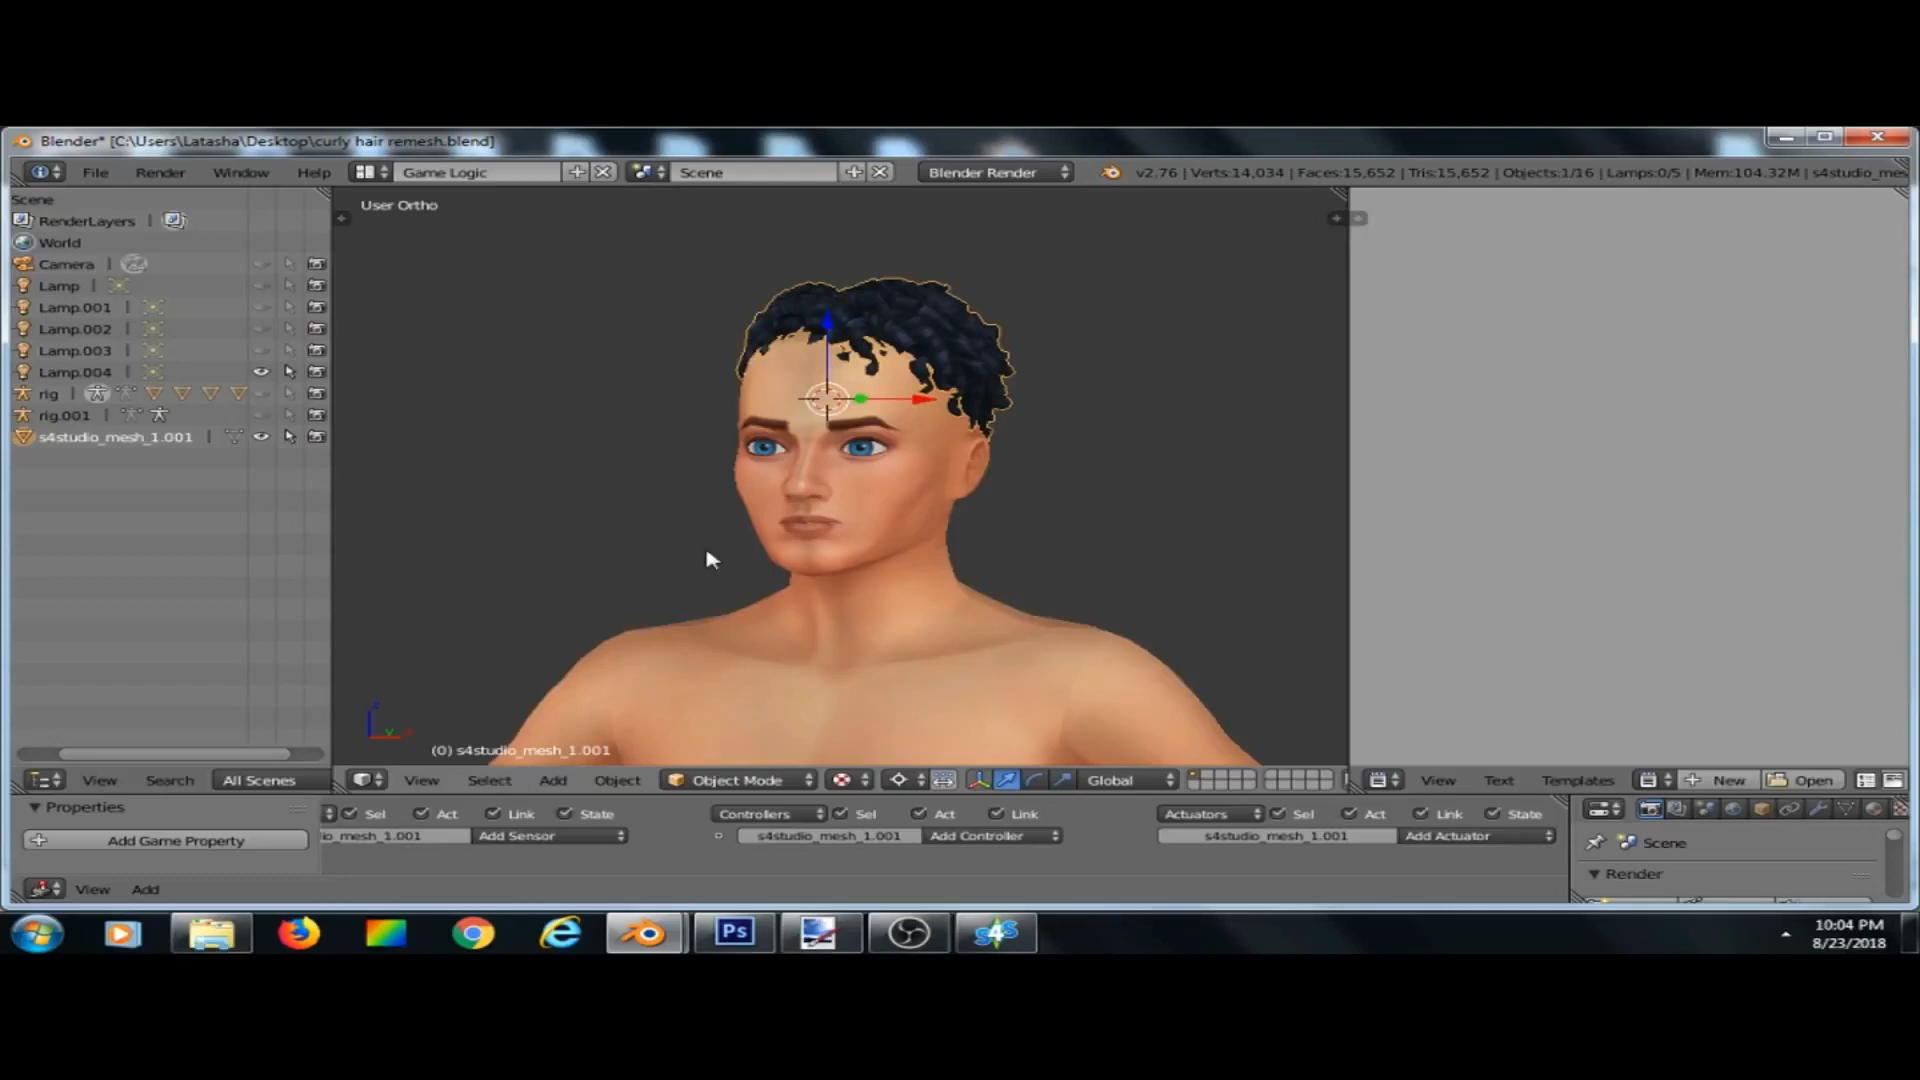 Blender* [C:\Users\Latasha\Desktop\curly hair remesh.blend]
File Render Window Help Game Logic Scene Blender Render v2.76 | Verts:14,034 | Faces:15,652 | Tris:15,652 | Objects:1/16 | Lamps:0/5 | Mem:104.32M | s4studio_mes
Scene
RenderLayers
World
Camera
Lamp
Lamp.001
Lamp.002
Lamp.003
Lamp.004
rig
rig.001
s4studio_mesh_1.001
User Ortho
(0) s4studio_mesh_1.001
View Search All Scenes
View Select Add Object Object Mode Global
View Text Templates New Open
Properties
Add Game Property
View Add
Sel Act Link State
io_mesh_1.001 Add Sensor
Controllers Sel Act Link
s4studio_mesh_1.001 Add Controller
Actuators Sel Act Link State
s4studio_mesh_1.001 Add Actuator
Scene
Render
Ps
S4S
10:04 PM
8/23/2018